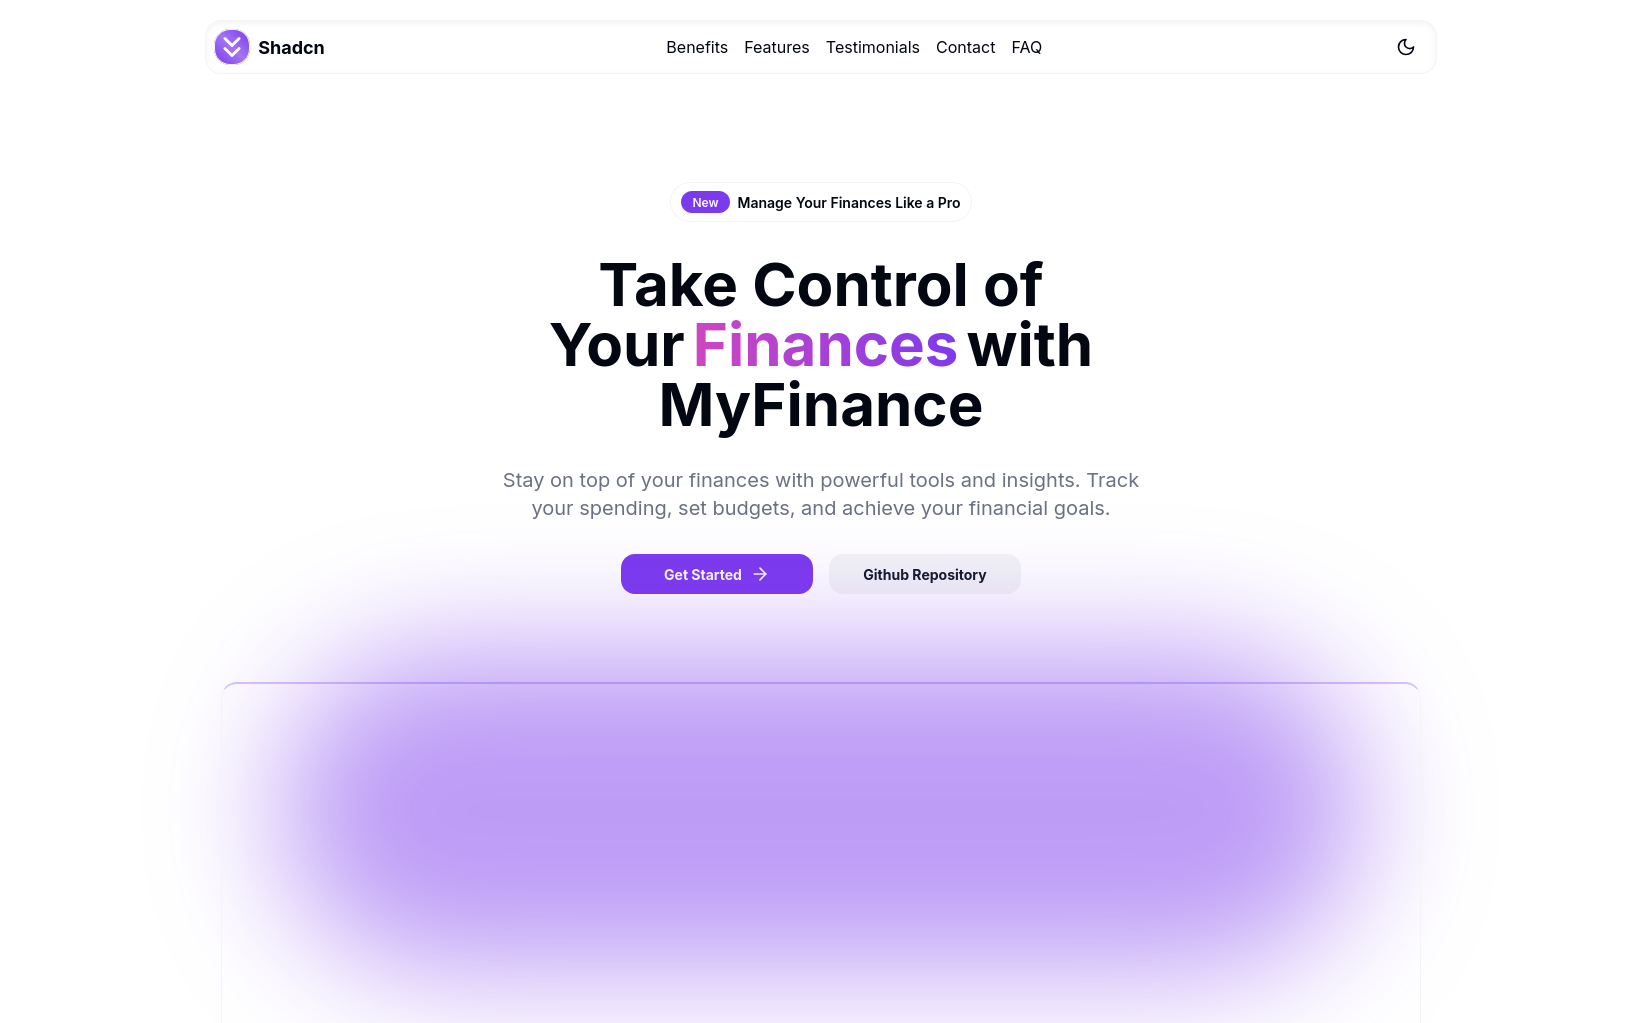 Shadcn
Benefits Features Testimonials Contact FAQ
New Manage Your Finances Like a Pro
Take Control of
Your Finances with
MyFinance
Stay on top of your finances with powerful tools and insights. Track
your spending, set budgets, and achieve your financial goals.
Get Started
Github Repository